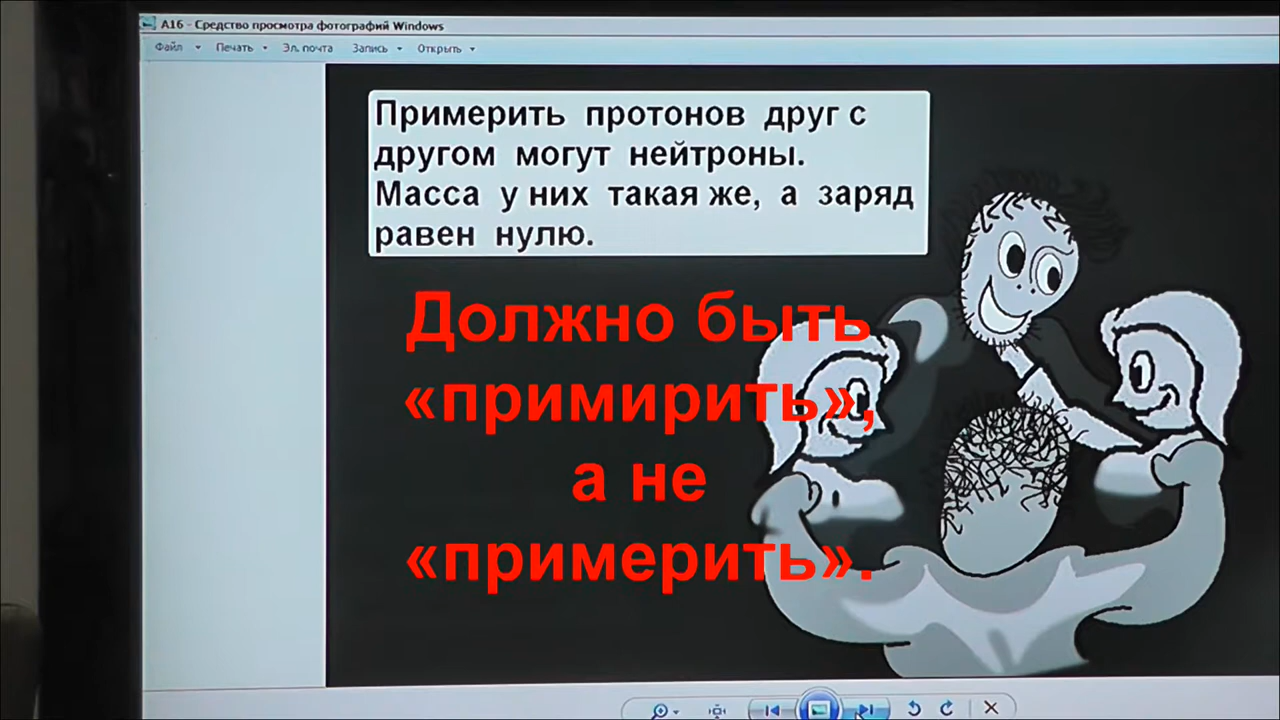 А16 - Средство просмотра фотографий Windows
Файл Печать Эл. почта Запись Открыть
Примерить протонов друг с
другом могут нейтроны.
Масса у них такая же, а заряд
равен нулю.
Должно быть
«примирить»,
а не
«примерить».